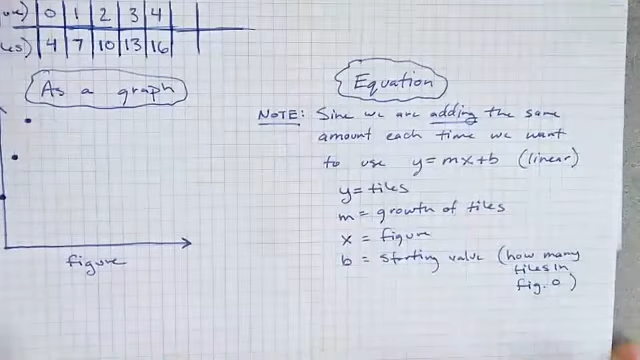 0 1 2 3 4
4 7 10 13 16
As a graph
figure
Equation
NOTE: Sine we are adding the same
amount each time we want
to use y=mx+b (linear)
y= tiles
m = growth of tiles
x = figure
b = starting value (how many
tiles in
fig. 0)